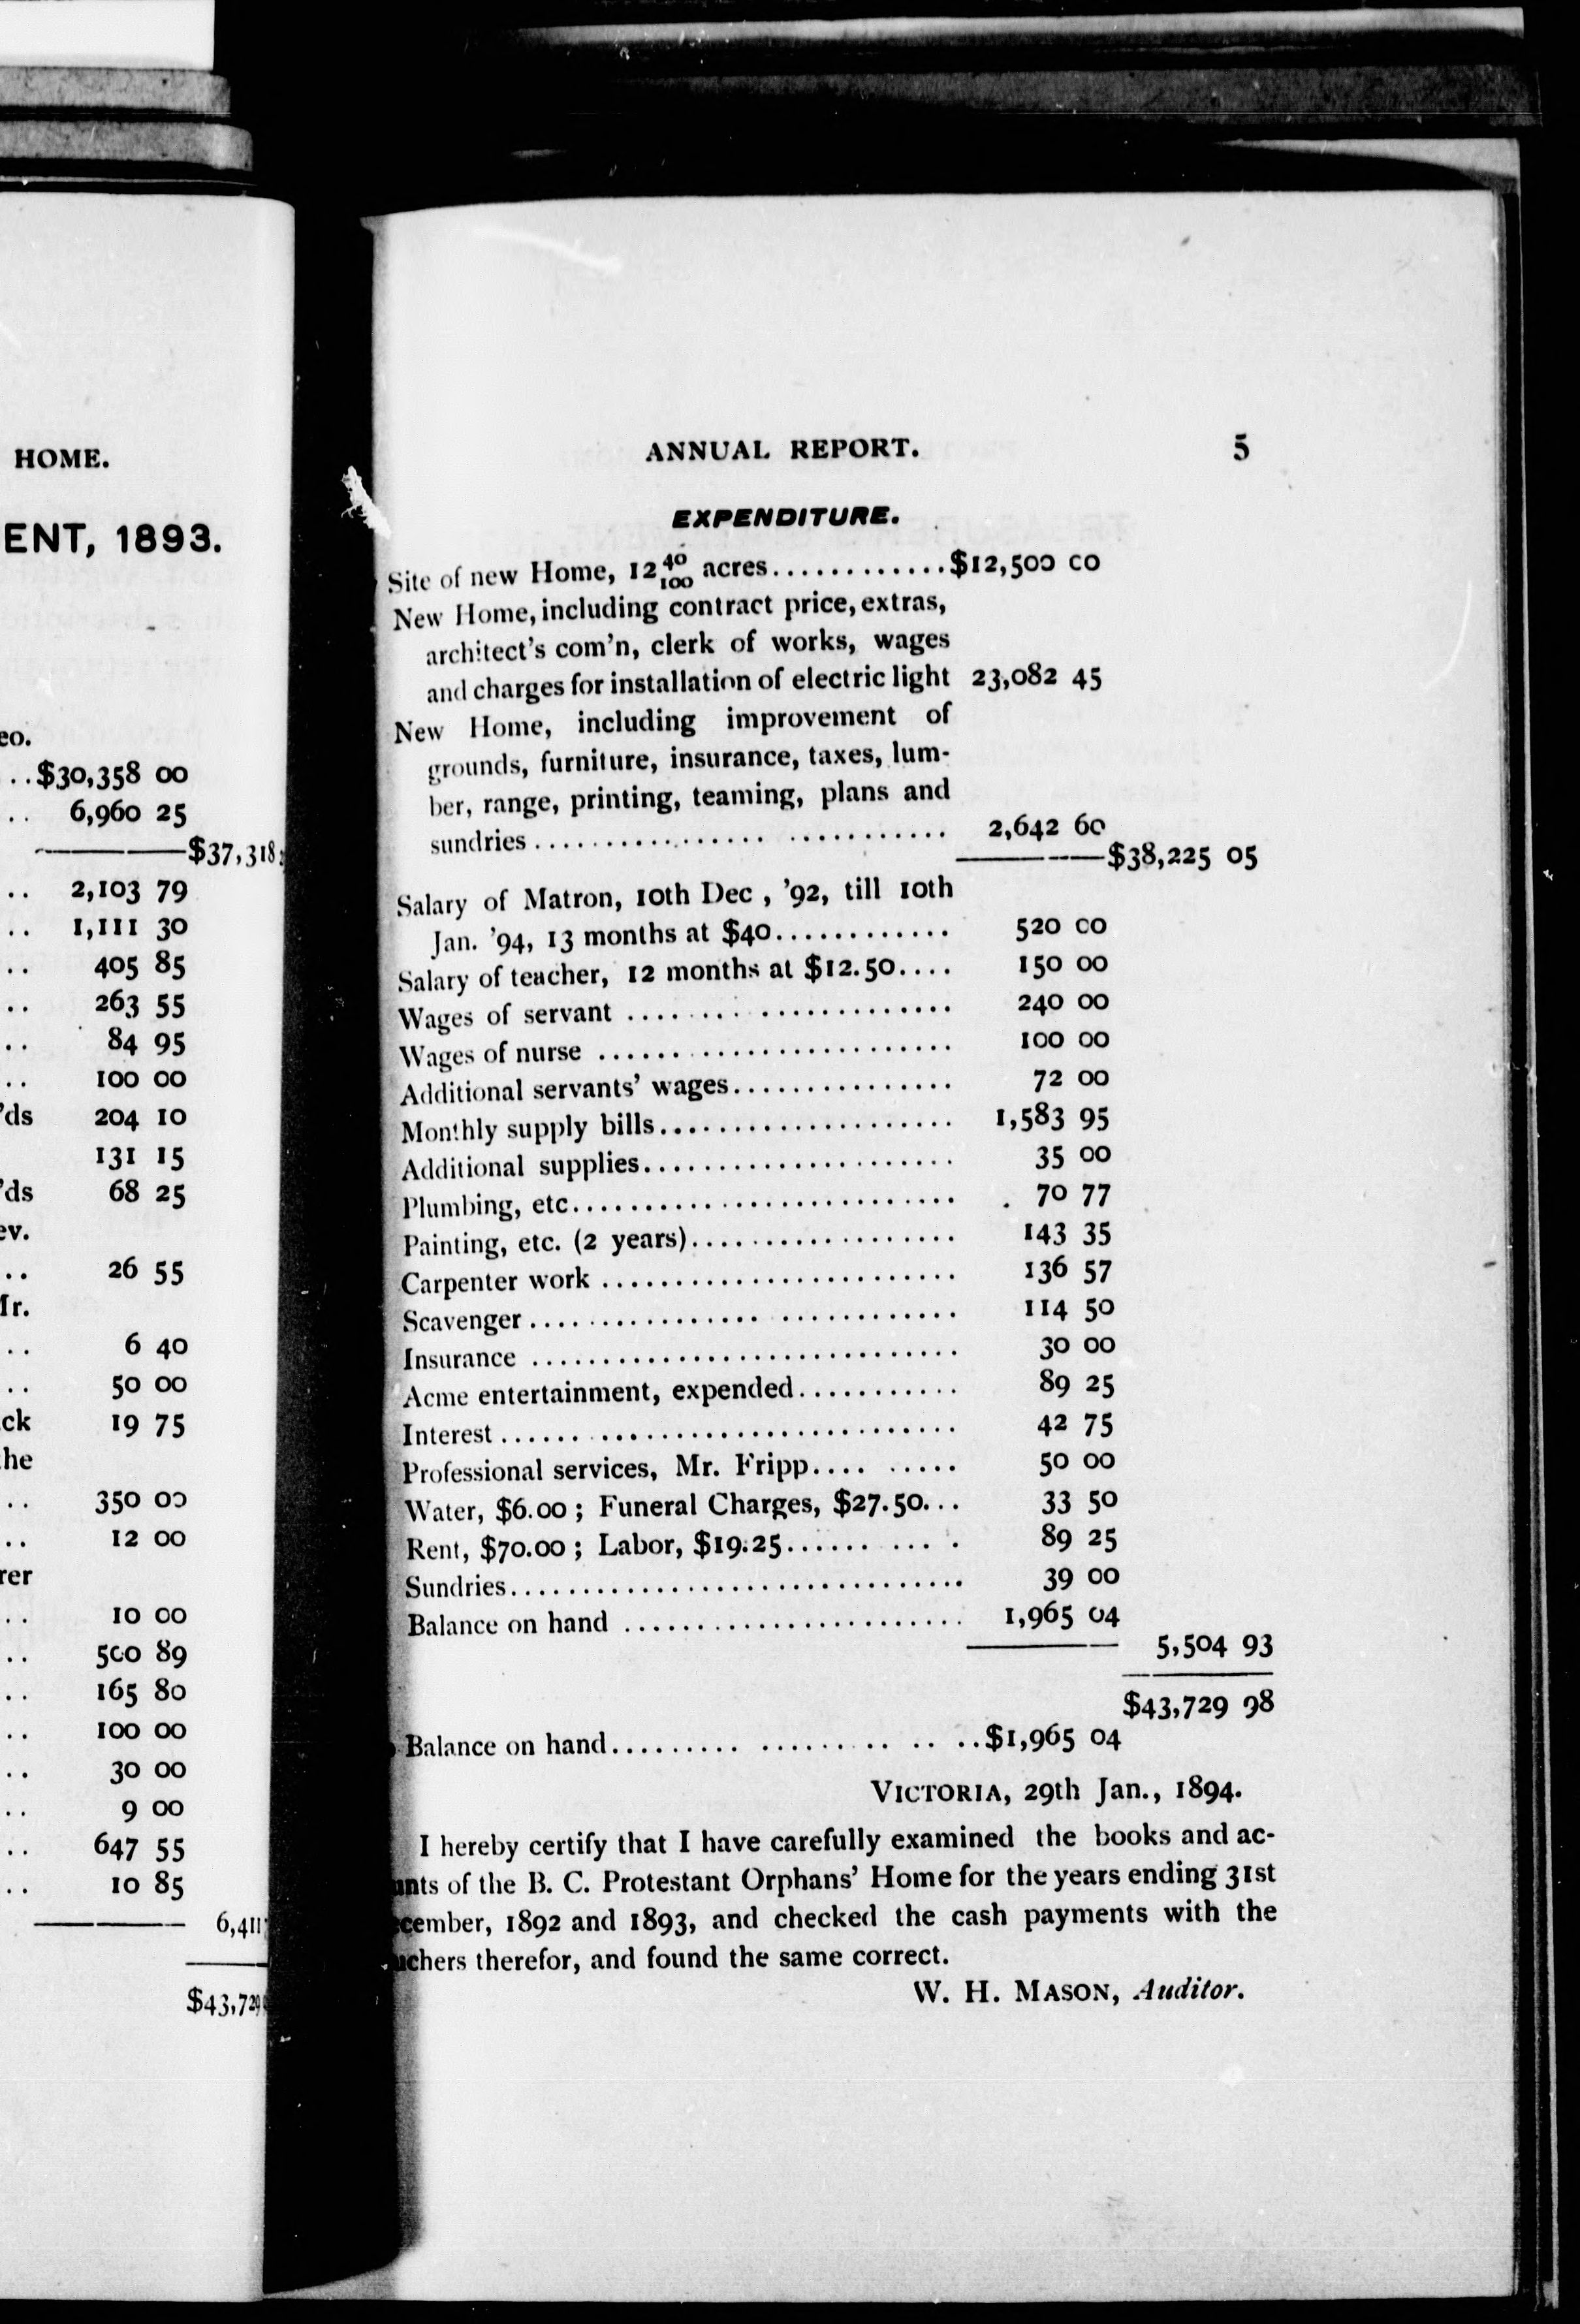 HOME.
ENT, 1893.
eo.
..$30,358 00
.. 6,960 25
$37,318
.. 2,103 79
.. 1,111 30
.. 405 85
.. 263 55
.. 84 95
.. 100 00
'ds 204 10
131 15
'ds 68 25
ev.
.. 26 55
Mr.
.. 6 40
.. 50 00
ck 19 75
he
.. 350 00
.. 12 00
rer
.. 10 00
.. 500 89
.. 165 80
.. 100 00
.. 30 00
.. 9 00
.. 647 55
.. 10 85
6,411
$43,729
ANNUAL REPORT. 5
EXPENDITURE.
Site of new Home, 12 40/100 acres............$12,500 00
New Home, including contract price, extras,
architect's com'n, clerk of works, wages
and charges for installation of electric light 23,082 45
New Home, including improvement of
grounds, furniture, insurance, taxes, lum-
ber, range, printing, teaming, plans and
sundries............................ 2,642 60
$38,225 05
Salary of Matron, 10th Dec , '92, till 10th
Jan. '94, 13 months at $40............ 520 00
Salary of teacher, 12 months at $12.50.... 150 00
Wages of servant ...................... 240 00
Wages of nurse ........................ 100 00
Additional servants' wages............... 72 00
Monthly supply bills.................... 1,583 95
Additional supplies...................... 35 00
Plumbing, etc.......................... 70 77
Painting, etc. (2 years).................. 143 35
Carpenter work ........................ 136 57
Scavenger............................ 114 50
Insurance ............................. 30 00
Acme entertainment, expended........... 89 25
Interest............................... 42 75
Professional services, Mr. Fripp.... ..... 50 00
Water, $6.00 ; Funeral Charges, $27.50... 33 50
Rent, $70.00 ; Labor, $19.25.......... . 89 25
Sundries............................... 39 00
Balance on hand ....................... 1,965 04
5,504 93
$43,729 98
Balance on hand......... ......... .. .. ..$1,965 04
VICTORIA, 29th Jan., 1894.
I hereby certify that I have carefully examined the books and ac-
unts of the B. C. Protestant Orphans' Home for the years ending 31st
cember, 1892 and 1893, and checked the cash payments with the
uchers therefor, and found the same correct.
W. H. MASON, Auditor.